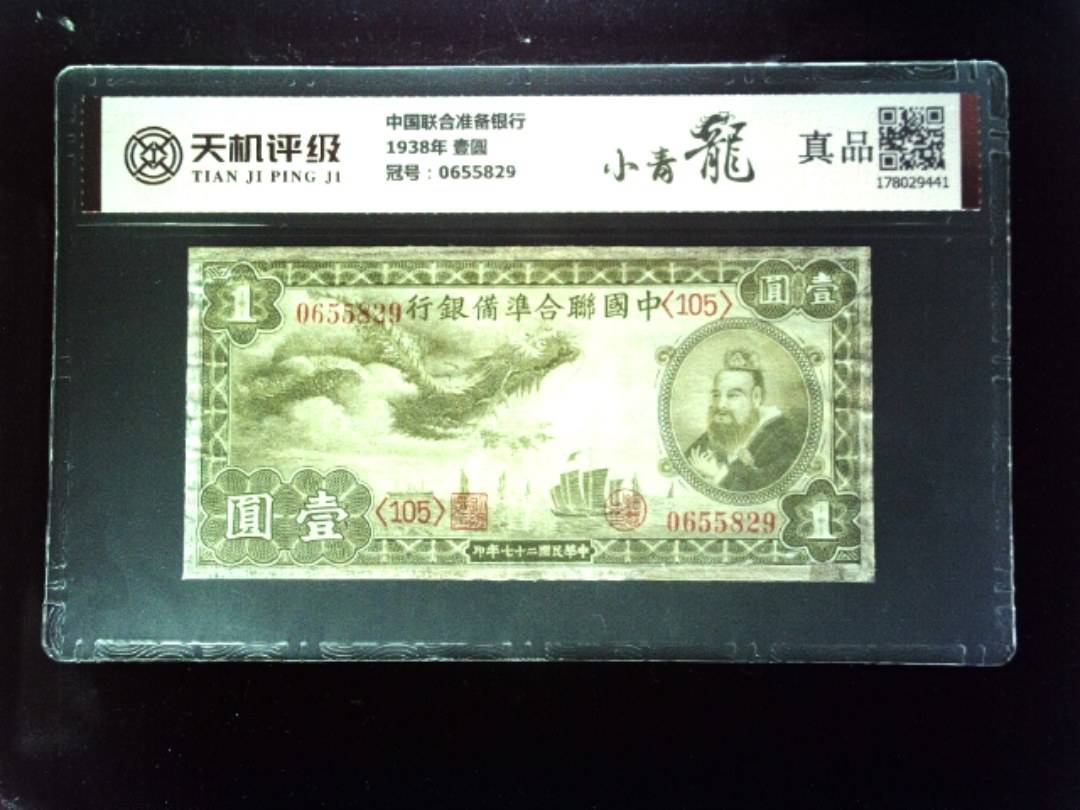 天机评级
TIAN JI PING JI
中国联合准备银行
1938年 壹圆
冠号：0655829
小青龍
真品
178029441
1
0655829
行銀備準合聯國中
〈105〉
圓壹
圓壹
〈105〉
0655829
1
印年七十二國民華中